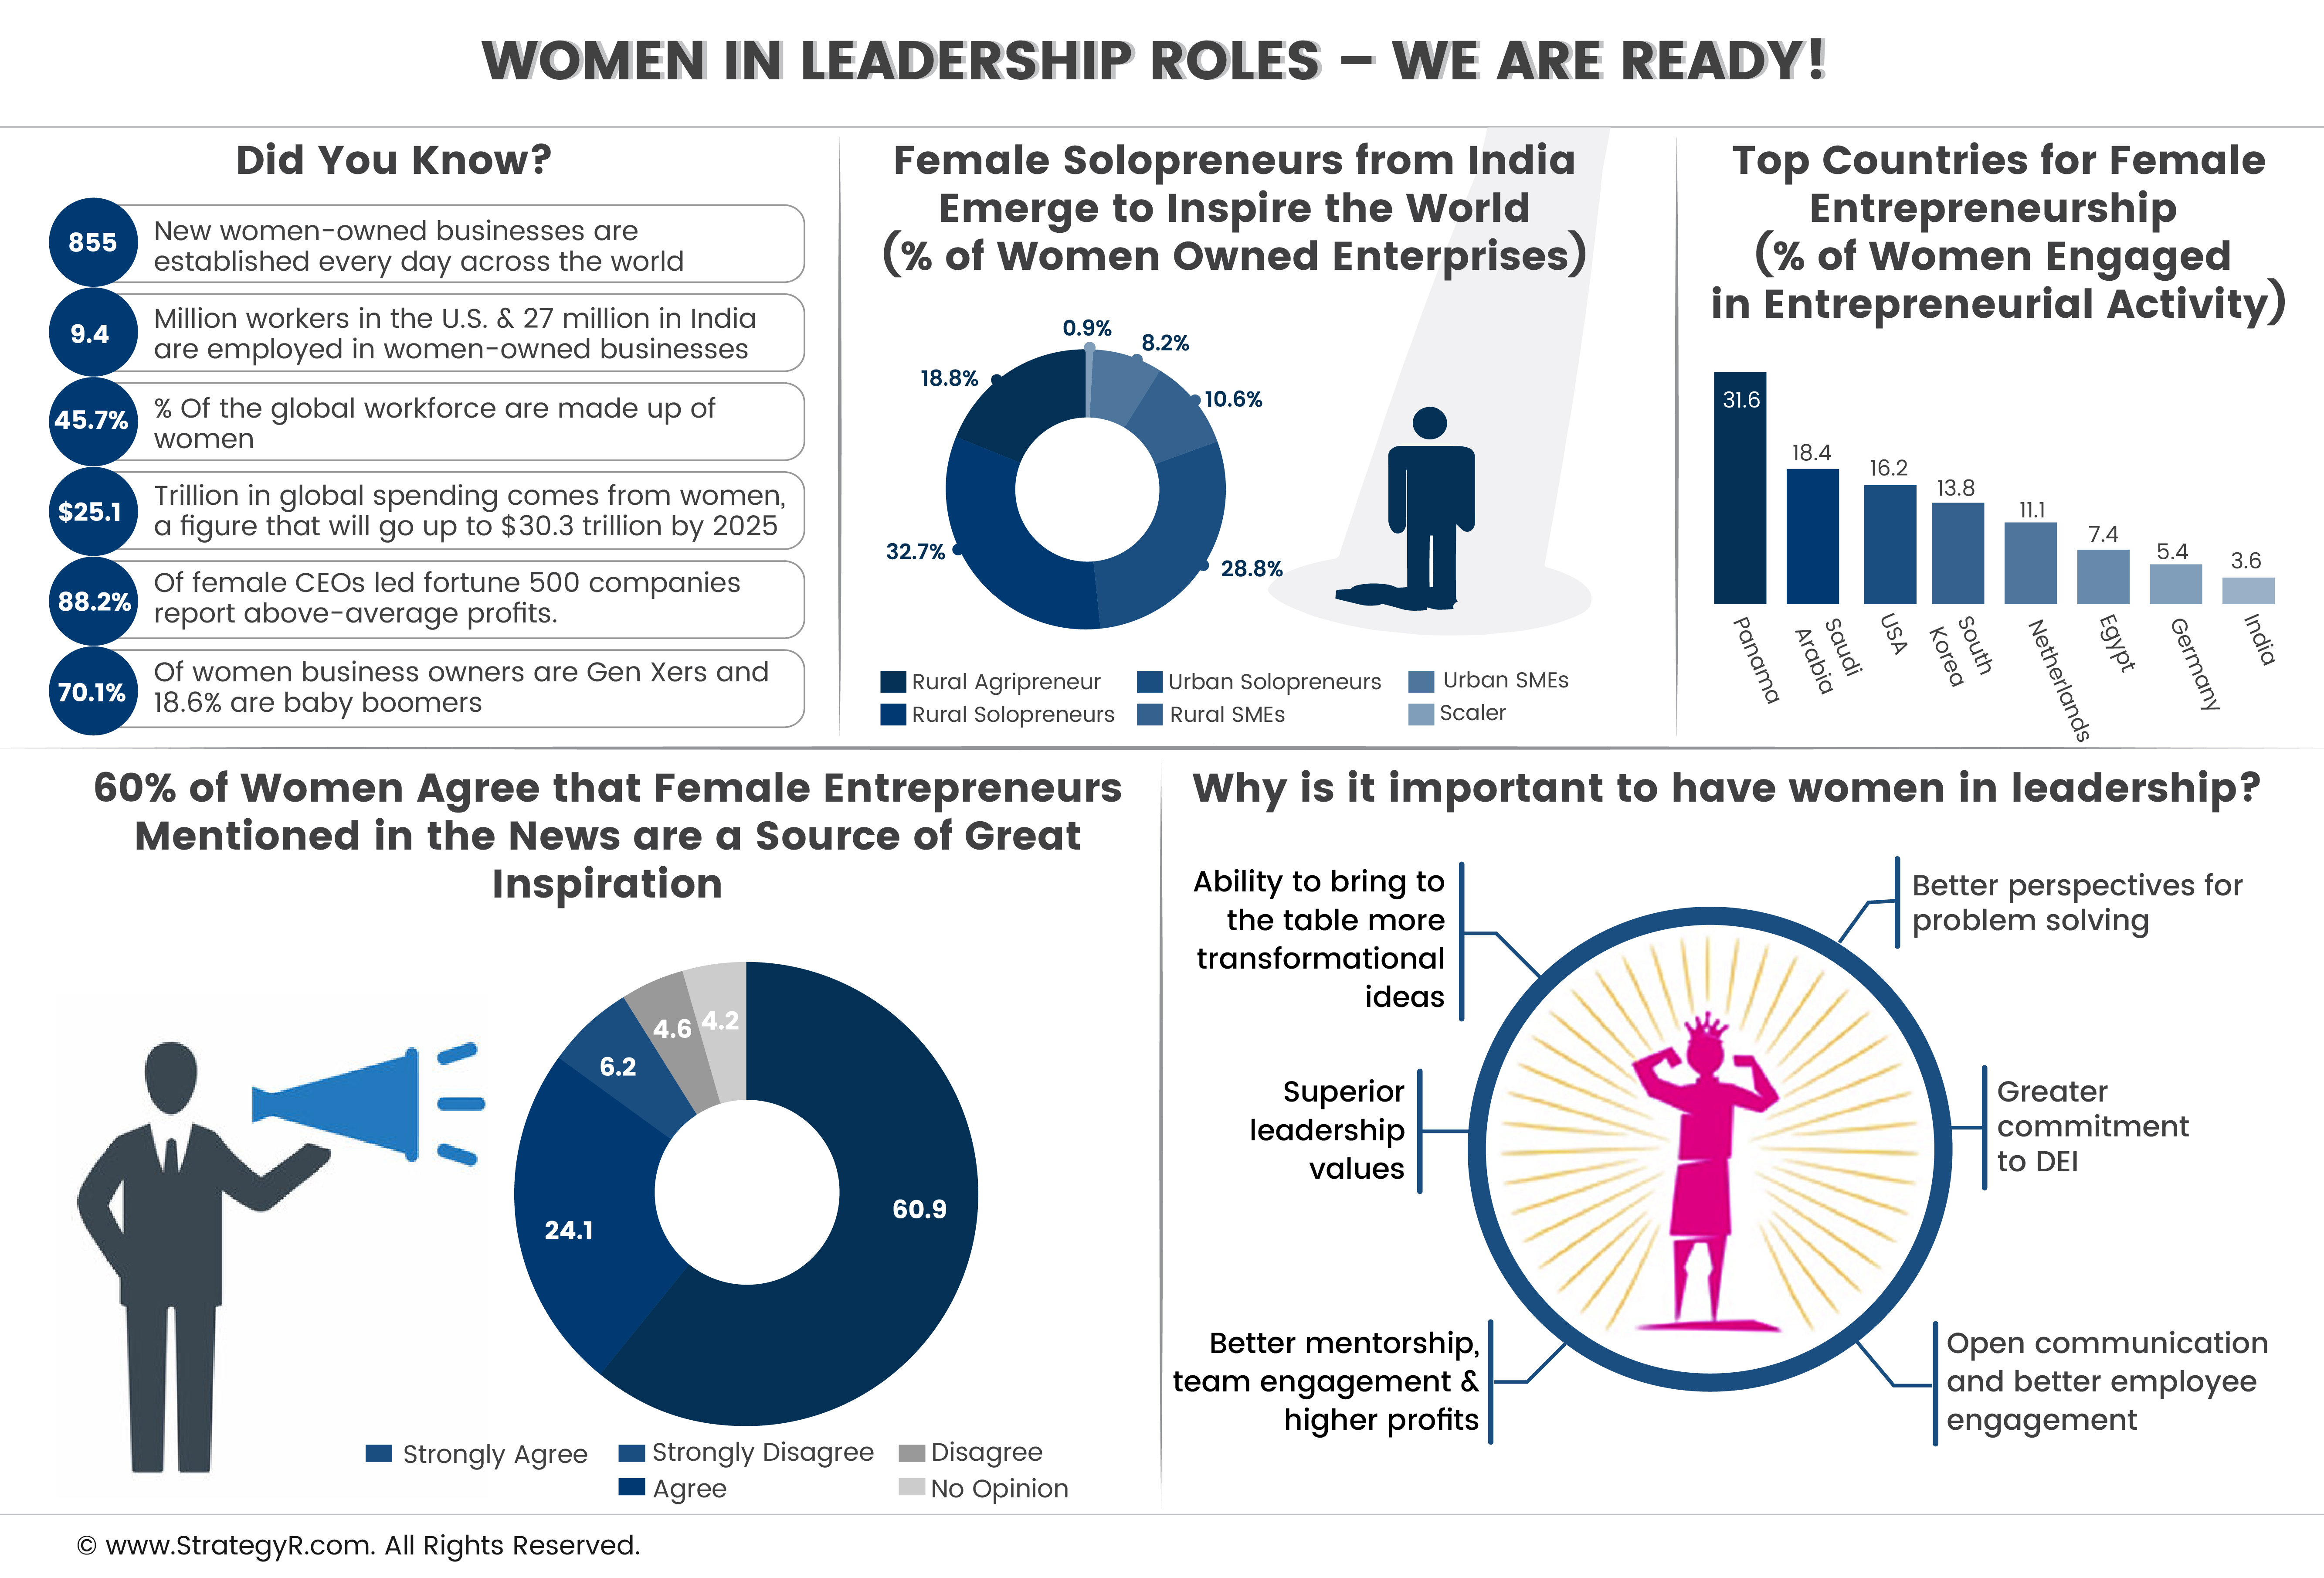 WOMEN IN LEADERSHIP ROLES – WE ARE READY!
Did You Know?
855
New women-owned businesses are
established every day across the world
9.4
Million workers in the U.S. & 27 million in India
are employed in women-owned businesses
45.7%
% Of the global workforce are made up of
women
$25.1
Trillion in global spending comes from women,
a figure that will go up to $30.3 trillion by 2025
88.2%
Of female CEOs led fortune 500 companies
report above-average profits.
70.1%
Of women business owners are Gen Xers and
18.6% are baby boomers
Female Solopreneurs from India
Emerge to Inspire the World
(% of Women Owned Enterprises)
0.9%
8.2%
18.8%
10.6%
32.7%
28.8%
Rural Agripreneur
Urban Solopreneurs
Urban SMEs
Rural Solopreneurs
Rural SMEs
Scaler
Top Countries for Female
Entrepreneurship
(% of Women Engaged
in Entrepreneurial Activity)
31.6
18.4
16.2
13.8
11.1
7.4
5.4
3.6
Panama
Saudi
Arabia
USA
South
Korea
Netherlands
Egypt
Germany
India
60% of Women Agree that Female Entrepreneurs
Mentioned in the News are a Source of Great
Inspiration
4.6
4.2
6.2
60.9
24.1
Strongly Agree
Strongly Disagree
Disagree
Agree
No Opinion
Why is it important to have women in leadership?
Ability to bring to
the table more
transformational
ideas
Better perspectives for
problem solving
Superior
leadership
values
Greater
commitment
to DEI
Better mentorship,
team engagement &
higher profits
Open communication
and better employee
engagement
© www.StrategyR.com. All Rights Reserved.